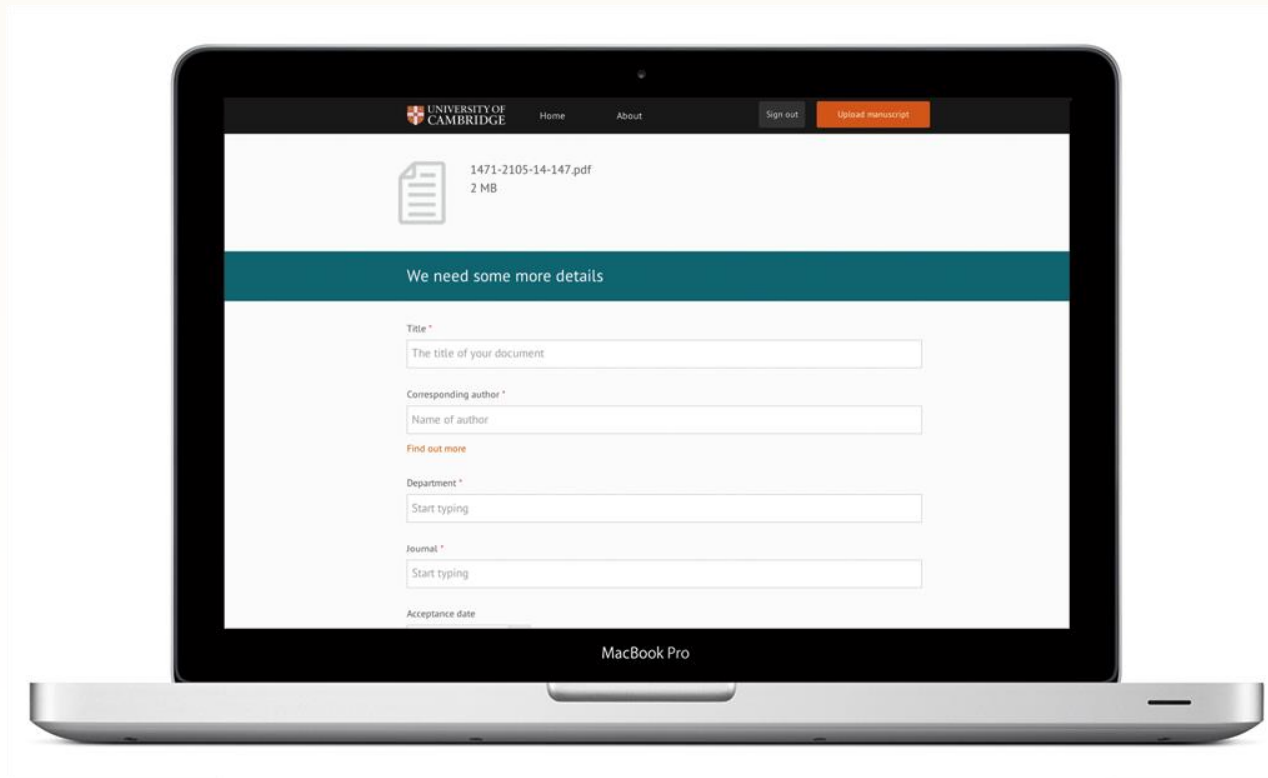 UNIVERSITY OF
CAMBRIDGE
Home
About
Sign out
Upload manuscript
1471-2105-14-147.pdf
2 MB
We need some more details
Title *
The title of your document
Corresponding author *
Name of author
Find out more
Department *
Start typing
Journal *
Start typing
Acceptance date
MacBook Pro